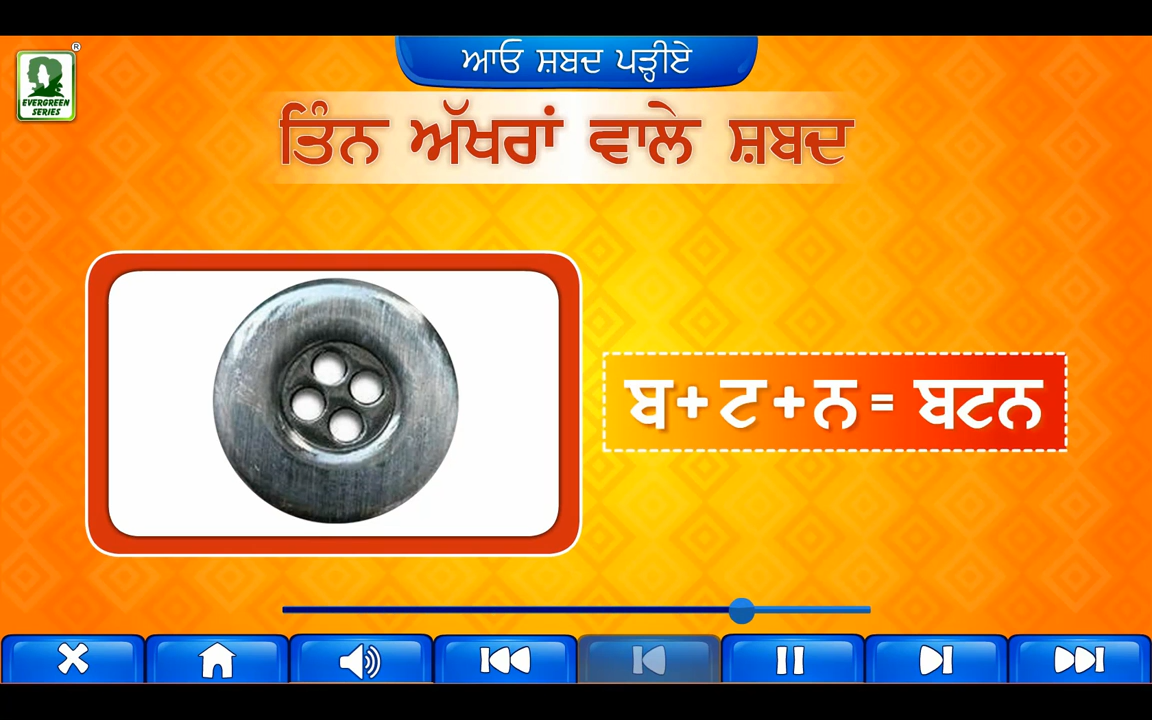 ਆਓ ਸ਼ਬਦ ਪੜ੍ਹੀਏ
®
EVERGREEN
SERIES
ਤਿੰਨ ਅੱਖਰਾਂ ਵਾਲੇ ਸ਼ਬਦ
ਬ+ਟ+ਨ = ਬਟਨ